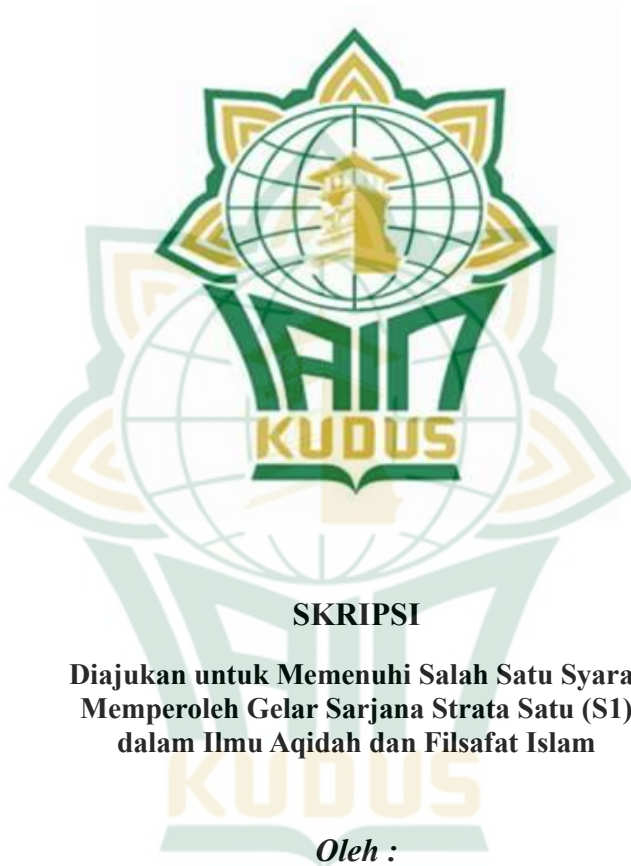 IAIN
KUDUS
SKRIPSI
Diajukan untuk Memenuhi Salah Satu Syara
Memperoleh Gelar Sarjana Strata Satu (S1)
dalam Ilmu Aqidah dan Filsafat Islam
KUDUS
Oleh :